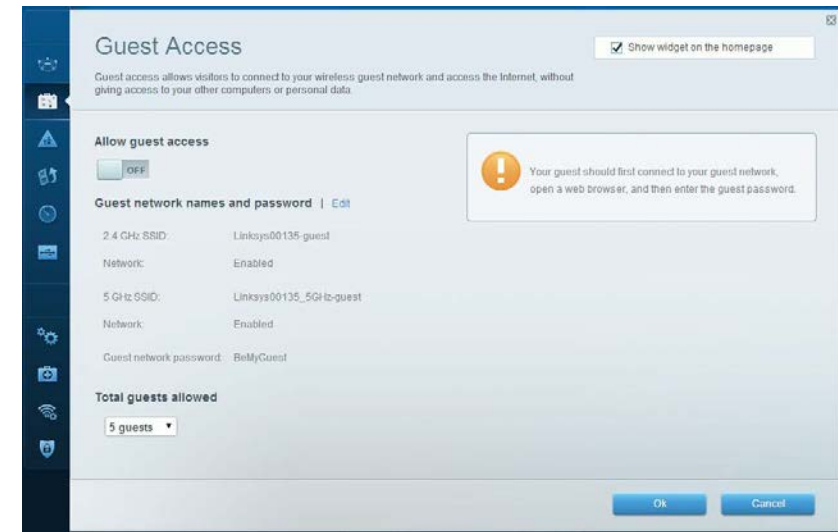 Guest Access
Show widget on the homepage
Guest access allows visitors to connect to your wireless guest network and access the Internet, without
giving access to your other computers or personal data.
Allow guest access
OFF
Your guest should first connect to your guest network,
open a web browser, and then enter the guest password.
Guest network names and password | Edit
2.4 GHz SSID: Linksys00135-guest
Network: Enabled
5 GHz SSID: Linksys00135_5GHz-guest
Network: Enabled
Guest network password: BeMyGuest
Total guests allowed
5 guests
Ok Cancel